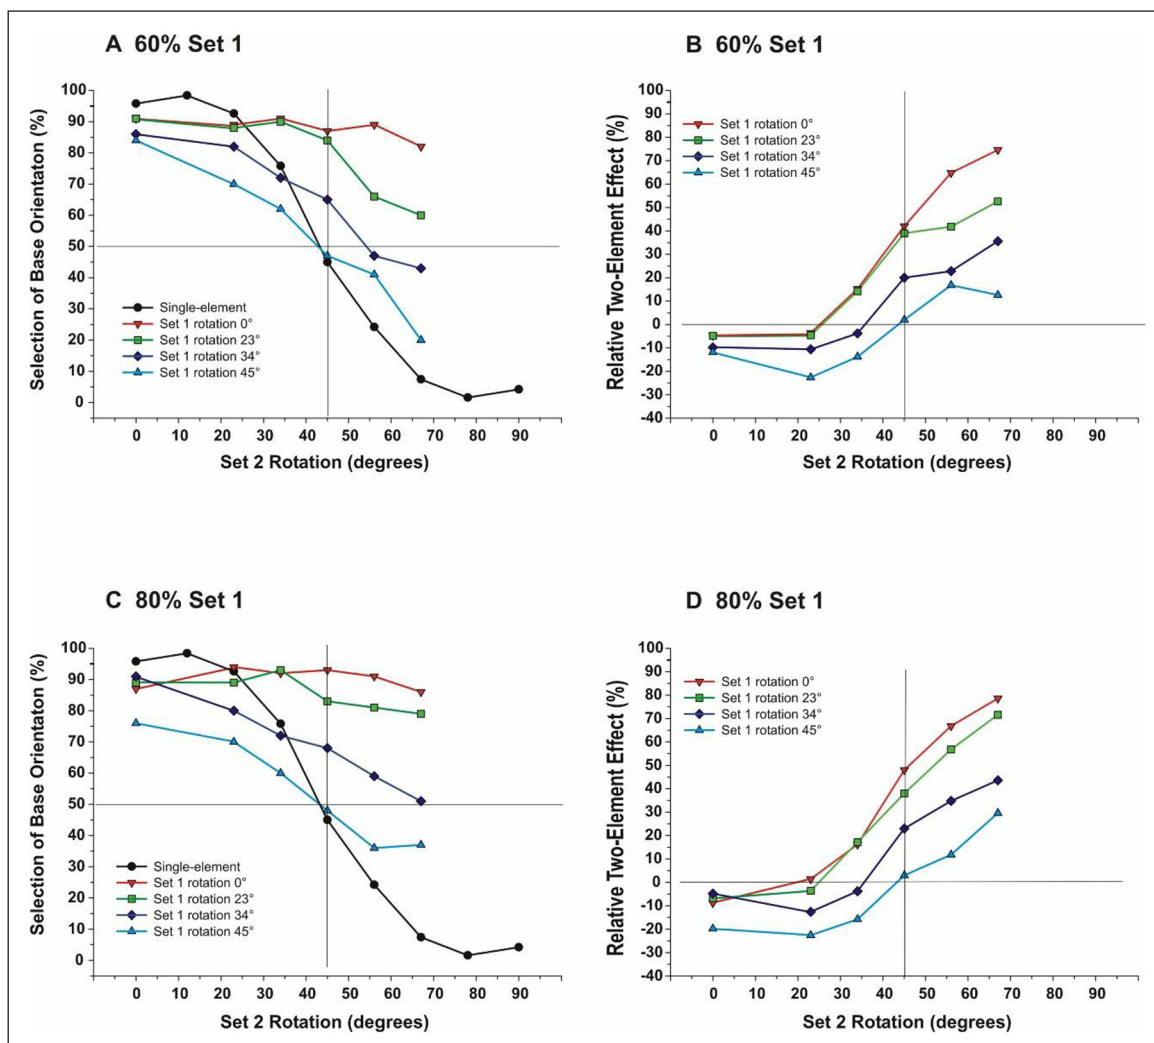 A 60% Set 1
Selection of Base Orientaton (%)
100
90
80
70
60
50
40
30
20
10
0
Single-element
Set 1 rotation 0°
Set 1 rotation 23°
Set 1 rotation 34°
Set 1 rotation 45°
0 10 20 30 40 50 60 70 80 90
Set 2 Rotation (degrees)
B 60% Set 1
Relative Two-Element Effect (%)
100
90
80
70
60
50
40
30
20
10
0
-10
-20
-30
-40
Set 1 rotation 0°
Set 1 rotation 23°
Set 1 rotation 34°
Set 1 rotation 45°
0 10 20 30 40 50 60 70 80 90
Set 2 Rotation (degrees)
C 80% Set 1
Selection of Base Orientaton (%)
100
90
80
70
60
50
40
30
20
10
0
Single-element
Set 1 rotation 0°
Set 1 rotation 23°
Set 1 rotation 34°
Set 1 rotation 45°
0 10 20 30 40 50 60 70 80 90
Set 2 Rotation (degrees)
D 80% Set 1
Relative Two-Element Effect (%)
100
90
80
70
60
50
40
30
20
10
0
-10
-20
-30
-40
Set 1 rotation 0°
Set 1 rotation 23°
Set 1 rotation 34°
Set 1 rotation 45°
0 10 20 30 40 50 60 70 80 90
Set 2 Rotation (degrees)